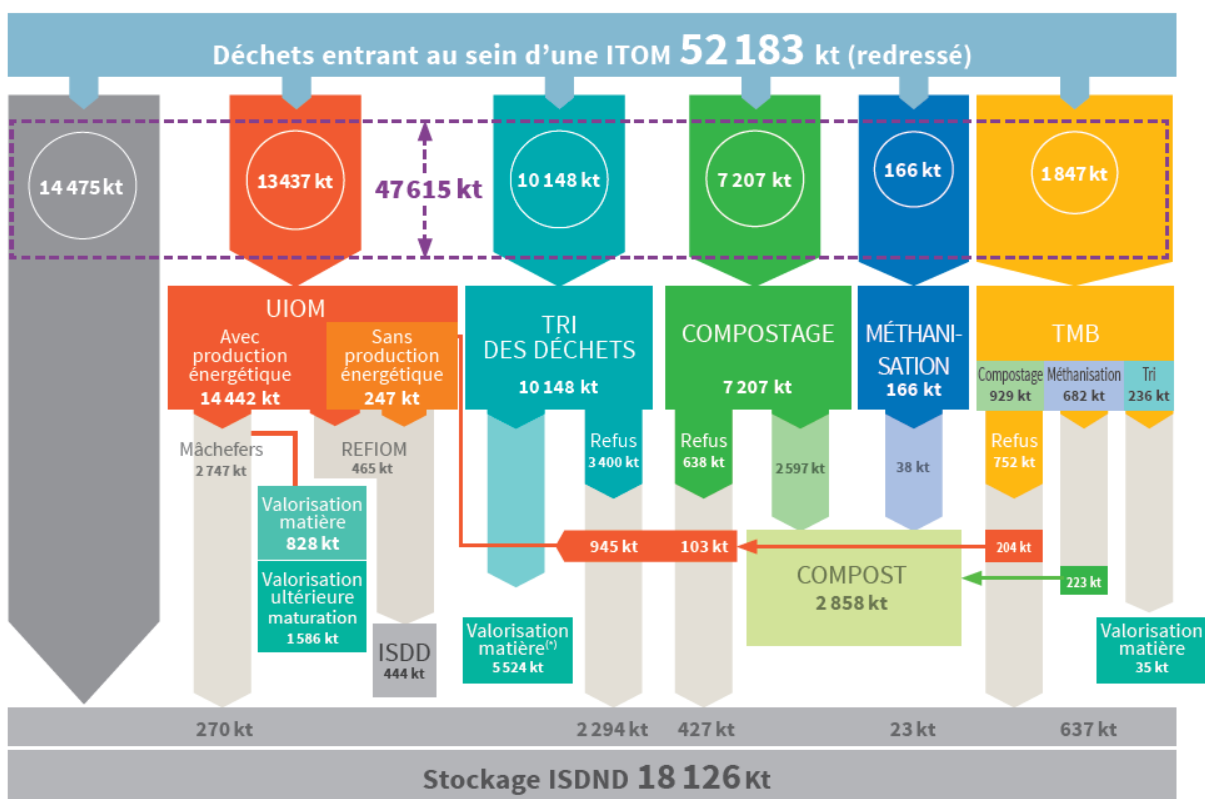 Déchets entrant au sein d’une ITOM 52 183 kt (redressé)
14 475 kt
13 437 kt
47 615 kt
10 148 kt
7 207 kt
166 kt
1 847 kt
UIOM
Avec
production
énergétique
14 442 kt
Sans
production
énergétique
247 kt
TRI
DES DÉCHETS
10 148 kt
COMPOSTAGE
7 207 kt
MÉTHANI-
SATION
166 kt
TMB
Compostage
929 kt
Méthanisation
682 kt
Tri
236 kt
Mâchefers
2 747 kt
REFIOM
465 kt
Refus
3 400 kt
Refus
638 kt
2 597 kt
38 kt
Refus
752 kt
Valorisation
matière
828 kt
Valorisation
ultérieure
maturation
1 586 kt
945 kt
103 kt
204 kt
223 kt
COMPOST
2 858 kt
ISDD
444 kt
Valorisation
matière(*)
5 524 kt
Valorisation
matière
35 kt
270 kt
2 294 kt
427 kt
23 kt
637 kt
Stockage ISDND 18 126 Kt